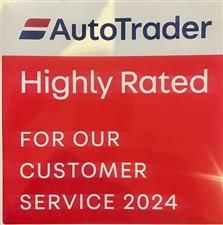 AutoTrader
Highly Rated
FOR OUR
CUSTOMER
SERVICE 2024